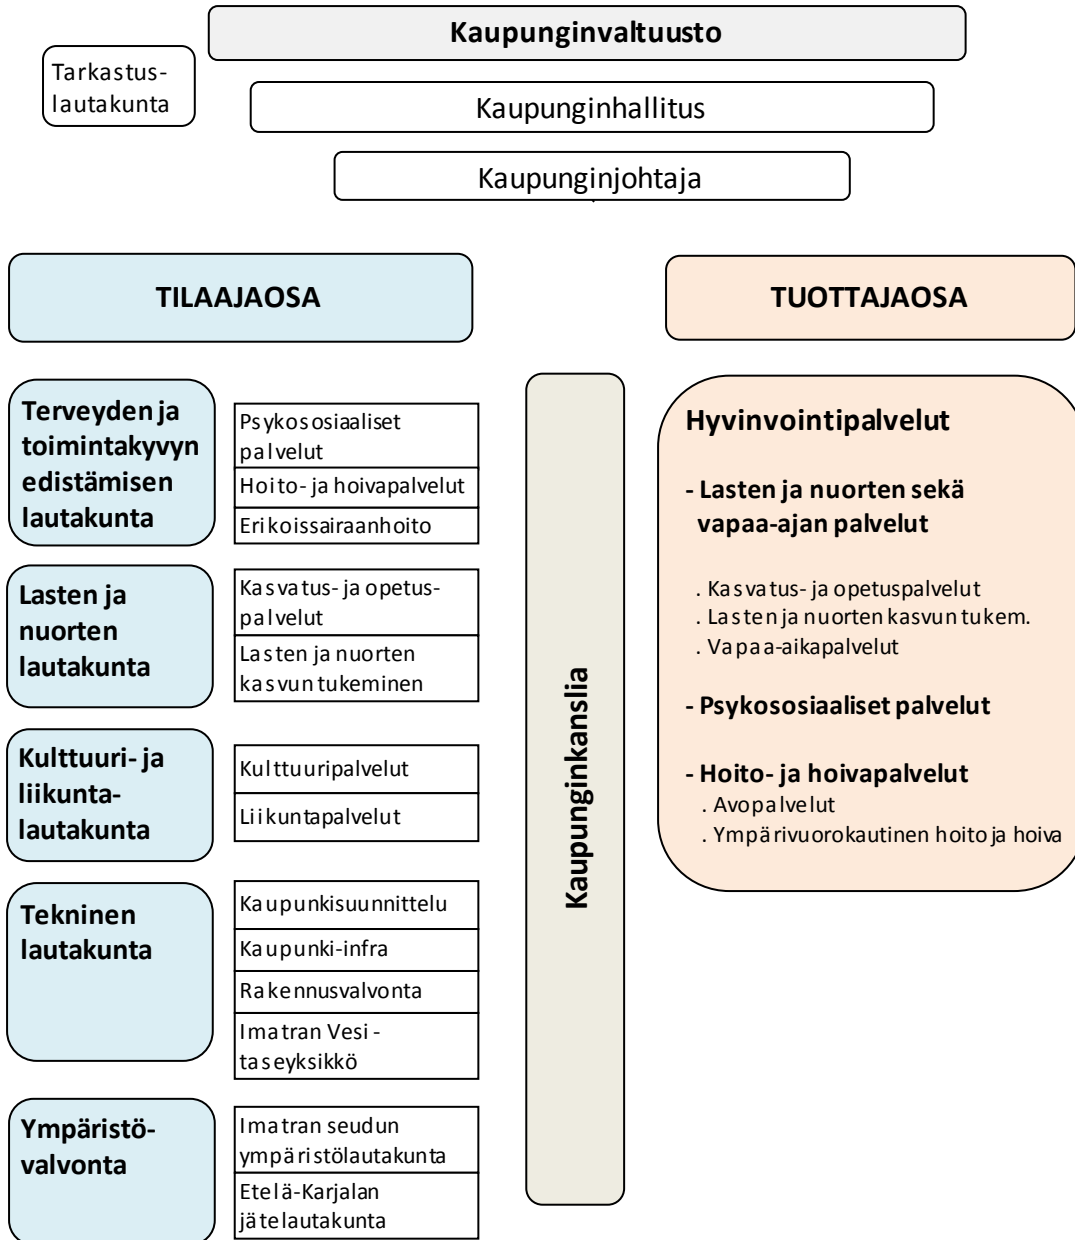 Kaupunginvaltuusto
Tarkastus-
lautakunta
Kaupunginhallitus
Kaupunginjohtaja
TILAAJAOSA
TUOTTAJAOSA
Terveyden ja
toimintakyvyn
edistämisen
lautakunta
Psykososiaaliset
palvelut
Hoito- ja hoivapalvelut
Erikoissairaanhoito
Lasten ja
nuorten
lautakunta
Kasvatus- ja opetus-
palvelut
Lasten ja nuorten
kasvun tukeminen
Kulttuuri- ja
liikunta-
lautakunta
Kulttuuripalvelut
Liikuntapalvelut
Tekninen
lautakunta
Kaupunkisuunnittelu
Kaupunki-infra
Rakennusvalvonta
Imatran Vesi -
taseyksikkö
Ympäristö-
valvonta
Imatran seudun
ympäristölautakunta
Etelä-Karjalan
jätelautakunta
Kaupunginkanslia
Hyvinvointipalvelut
- Lasten ja nuorten sekä
vapaa-ajan palvelut
. Kasvatus- ja opetuspalvelut
. Lasten ja nuorten kasvun tukem.
. Vapaa-aikapalvelut
- Psykososiaaliset palvelut
- Hoito- ja hoivapalvelut
. Avopalvelut
. Ympärivuorokautinen hoito ja hoiva